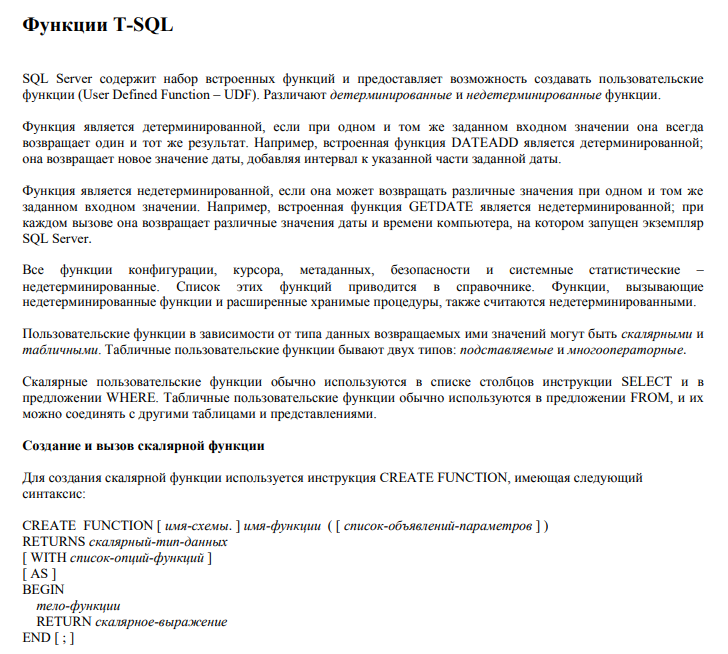 Функции T-SQL
SQL Server содержит набор встроенных функций и предоставляет возможность создавать пользовательские
функции (User Defined Function – UDF). Различают детерминированные и недетерминированные функции.
Функция является детерминированной, если при одном и том же заданном входном значении она всегда
возвращает один и тот же результат. Например, встроенная функция DATEADD является детерминированной;
она возвращает новое значение даты, добавляя интервал к указанной части заданной даты.
Функция является недетерминированной, если она может возвращать различные значения при одном и том же
заданном входном значении. Например, встроенная функция GETDATE является недетерминированной; при
каждом вызове она возвращает различные значения даты и времени компьютера, на котором запущен экземпляр
SQL Server.
Все функции конфигурации, курсора, метаданных, безопасности и системные статистические –
недетерминированные. Список этих функций приводится в справочнике. Функции, вызывающие
недетерминированные функции и расширенные хранимые процедуры, также считаются недетерминированными.
Пользовательские функции в зависимости от типа данных возвращаемых ими значений могут быть скалярными и
табличными. Табличные пользовательские функции бывают двух типов: подставляемые и многооператорные.
Скалярные пользовательские функции обычно используются в списке столбцов инструкции SELECT и в
предложении WHERE. Табличные пользовательские функции обычно используются в предложении FROM, и их
можно соединять с другими таблицами и представлениями.
Создание и вызов скалярной функции
Для создания скалярной функции используется инструкция CREATE FUNCTION, имеющая следующий
синтаксис:
CREATE FUNCTION [ имя-схемы. ] имя-функции ( [ список-объявлений-параметров ] )
RETURNS скалярный-тип-данных
[ WITH список-опций-функций ]
[ AS ]
BEGIN
тело-функции
RETURN скалярное-выражение
END [ ; ]